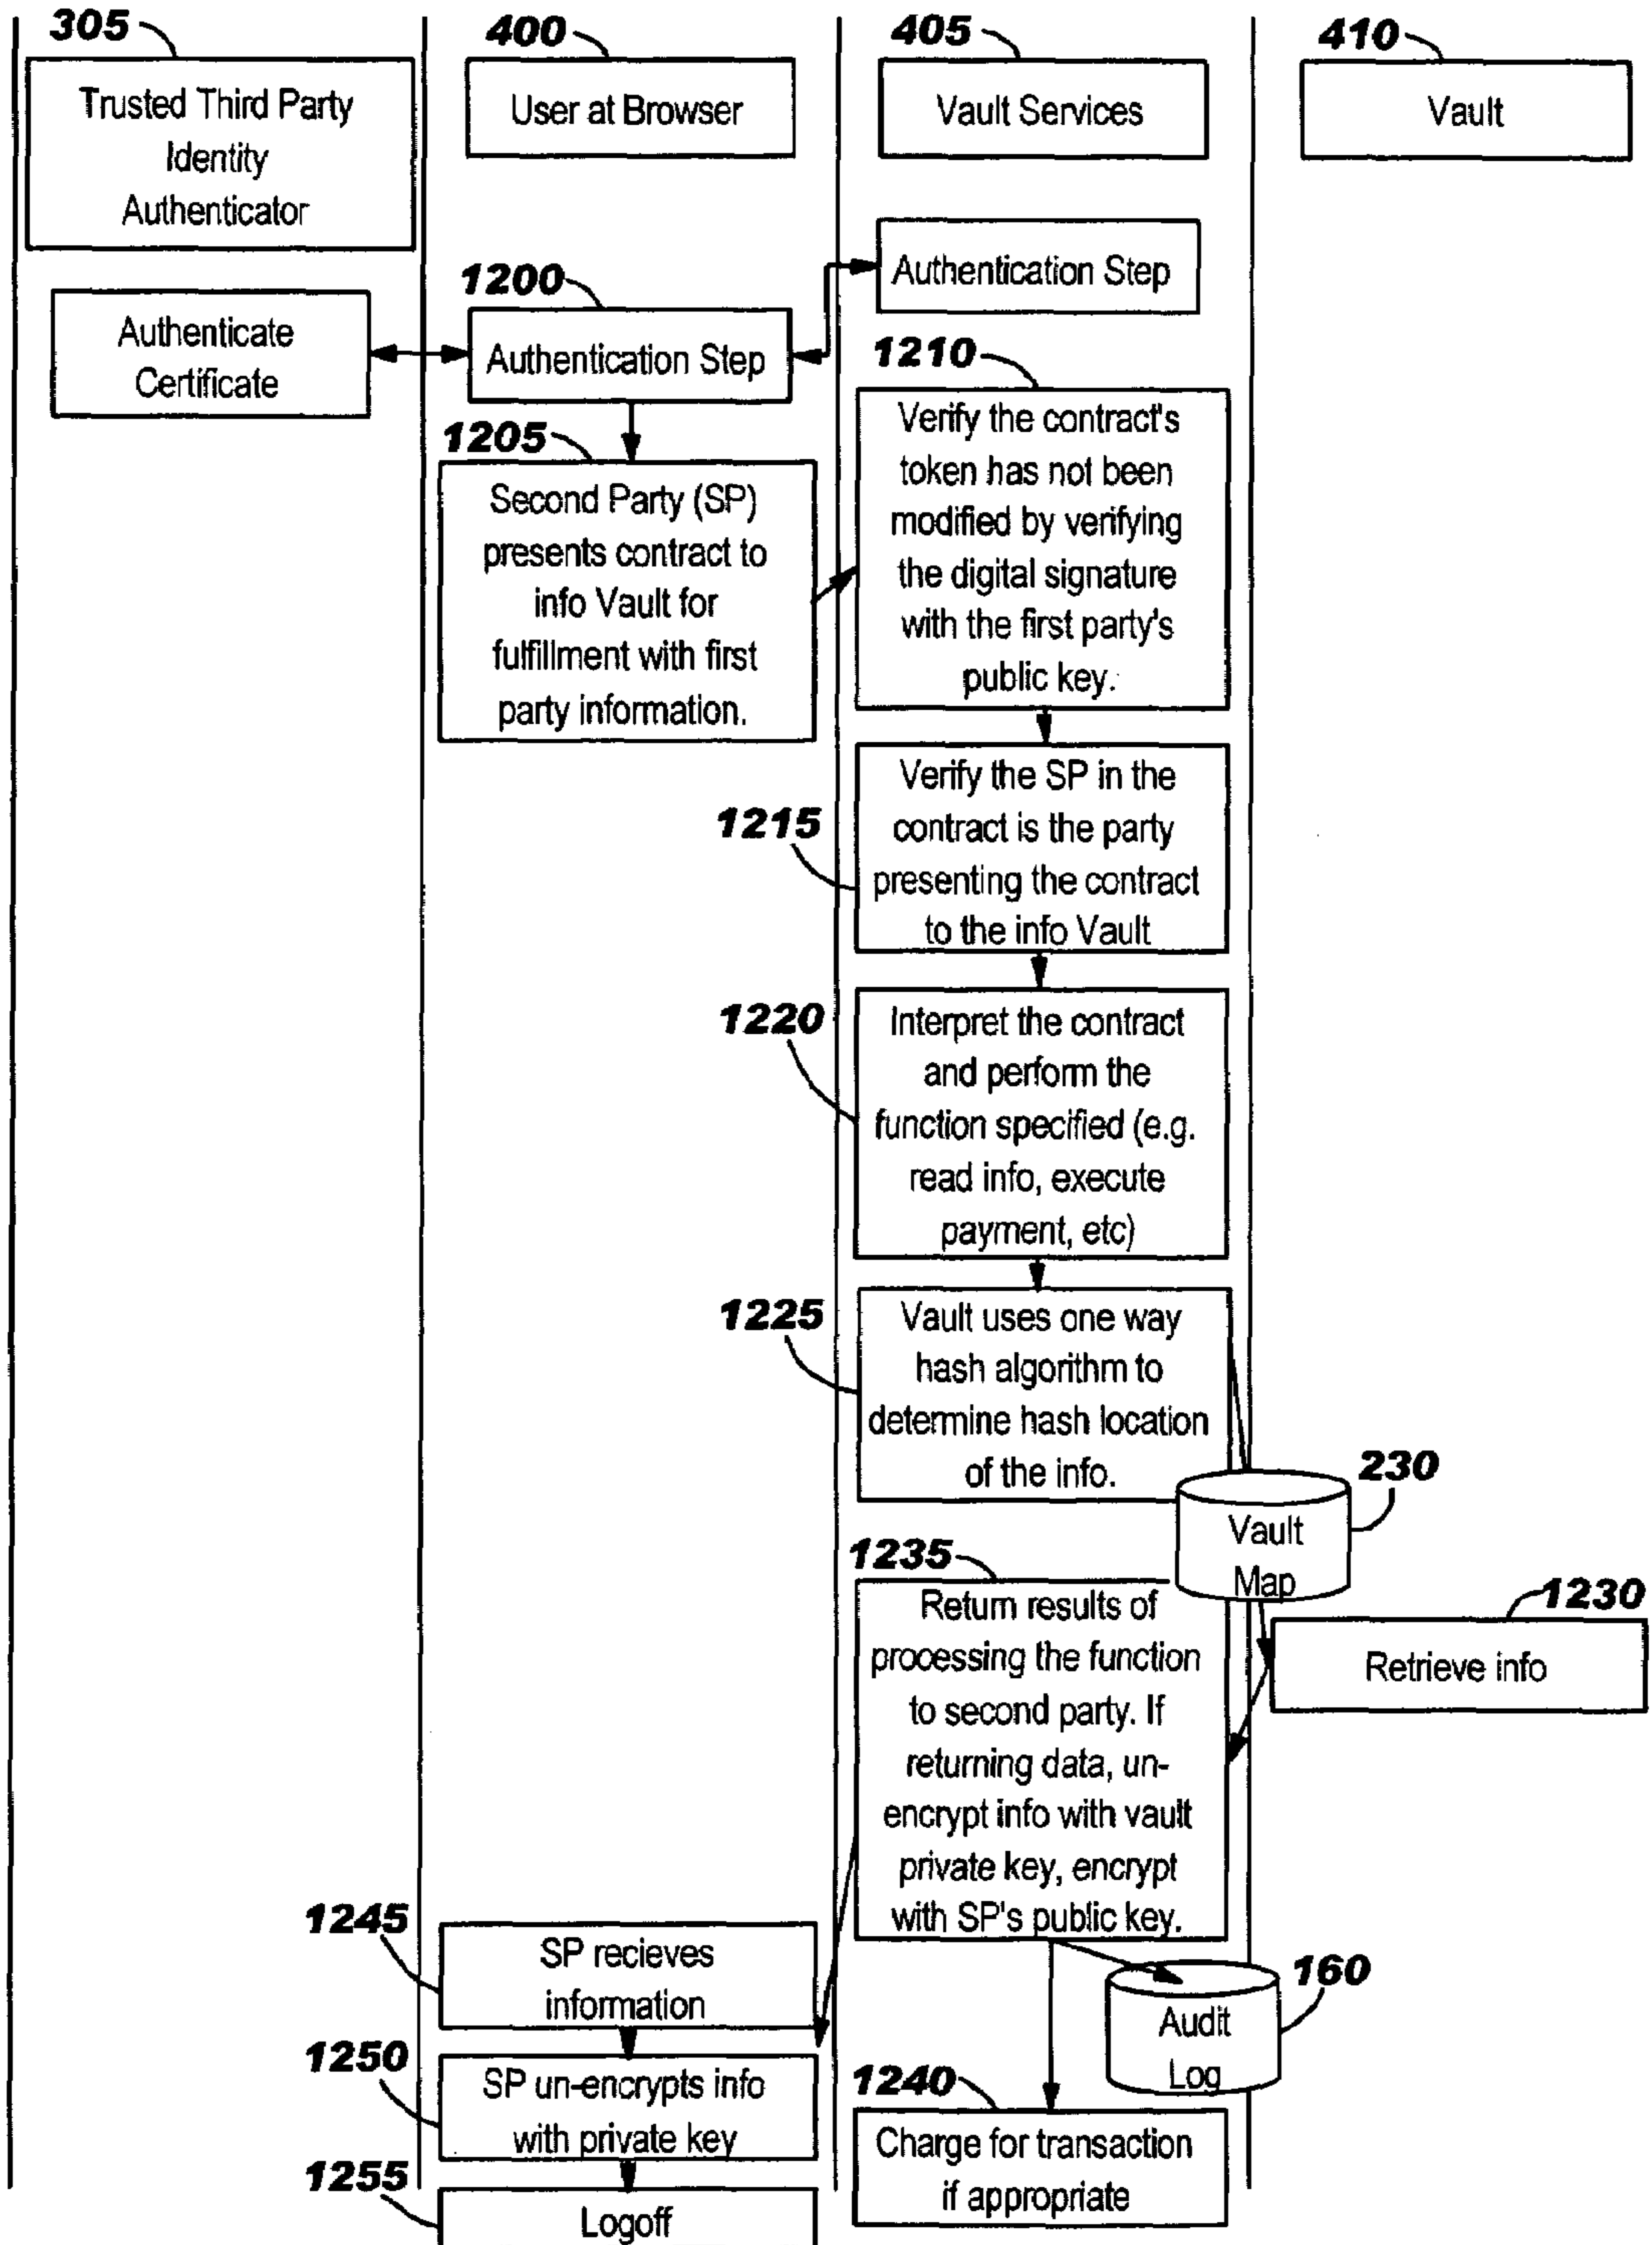 305
400
405
410
Trusted Third Party
Identity
Authenticator
User at Browser
Vault Services
Vault
1200
Authentication Step
Authenticate
Certificate
Authentication Step
1205
Second Party (SP)
presents contract to
info Vault for
fulfillment with first
party information.
1210
Verify the contract's
token has not been
modified by verifying
the digital signature
with the first party's
public key.
1215
Verify the SP in the
contract is the party
presenting the contract
to the info Vault
1220
Interpret the contract
and perform the
function specified (e.g.
read info, execute
payment, etc)
1225
Vault uses one way
hash algorithm to
determine hash location
of the info.
230
Vault
Map
1230
Retrieve info
1235
Return results of
processing the function
to second party. If
returning data, un-
encrypt info with vault
private key, encrypt
with SP's public key.
160
Audit
Log
1240
Charge for transaction
if appropriate
1245
SP recieves
information
1250
SP un-encrypts info
with private key
1255
Logoff